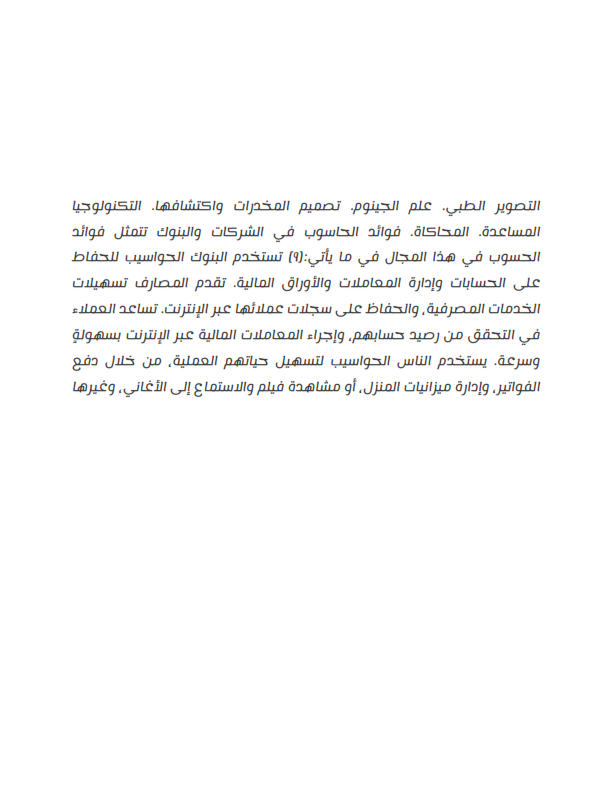 التصوير الطبي. علم الجينوم. تصميم المخدرات واكتشافها. التكنولوجيا
المساعدة. المحاكاة. فوائد الحاسوب في الشركات والبنوك تتمثل فوائد
الحسوب في هذا المجال في ما يأتي:(٩) تستخدم البنوك الحواسيب للحفاظ
على الحسابات وإدارة المعاملات والأوراق المالية. تقدم المصارف تسهيلات
الخدمات المصرفية، والحفاظ على سجلات عملائها عبر الإنترنت. تساعد العملاء
في التحقق من رصيد حسابهم، وإجراء المعاملات المالية عبر الإنترنت بسهولةٍ
وسرعة. يستخدم الناس الحواسيب لتسهيل حياتهم العملية، من خلال دفع
الفواتير، وإدارة ميزانيات المنزل، أو مشاهدة فيلم والاستماع إلى الأغاني، وغيرها